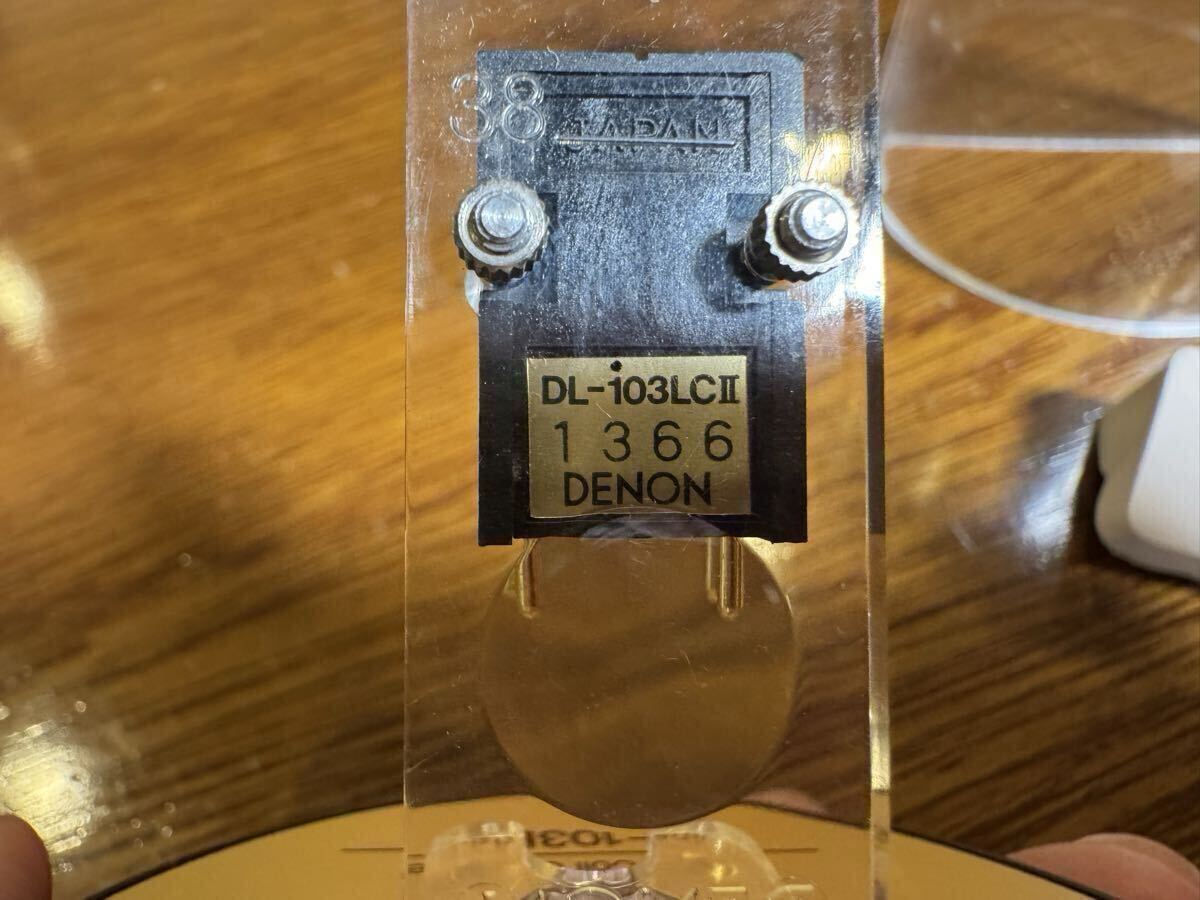 38
JAPAN
DL-103LCII
1366
DENON